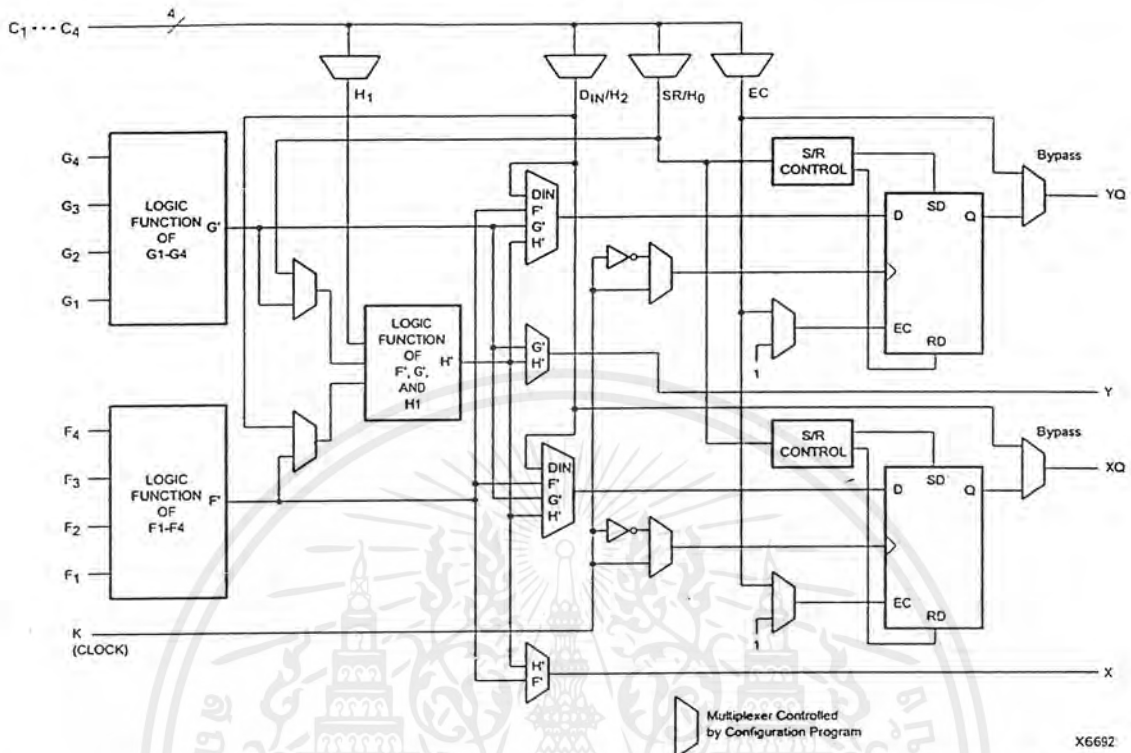 4
C1 ···· C4
H1
DIN/H2
SR/H0
EC
G4
G3
G2
G1
LOGIC
FUNCTION
OF
G1-G4
G'
DIN
F'
G'
H'
S/R
CONTROL
Bypass
D
SD
Q
YQ
EC
RD
1
LOGIC
FUNCTION
OF
F', G',
AND
H1
H'
G'
H'
Y
F4
F3
F2
F1
LOGIC
FUNCTION
OF
F1-F4
F'
DIN
F'
G'
H'
S/R
CONTROL
Bypass
D
SD
Q
XQ
EC
RD
1
K
(CLOCK)
H'
F'
X
Multiplexer Controlled
by Configuration Program
X6692